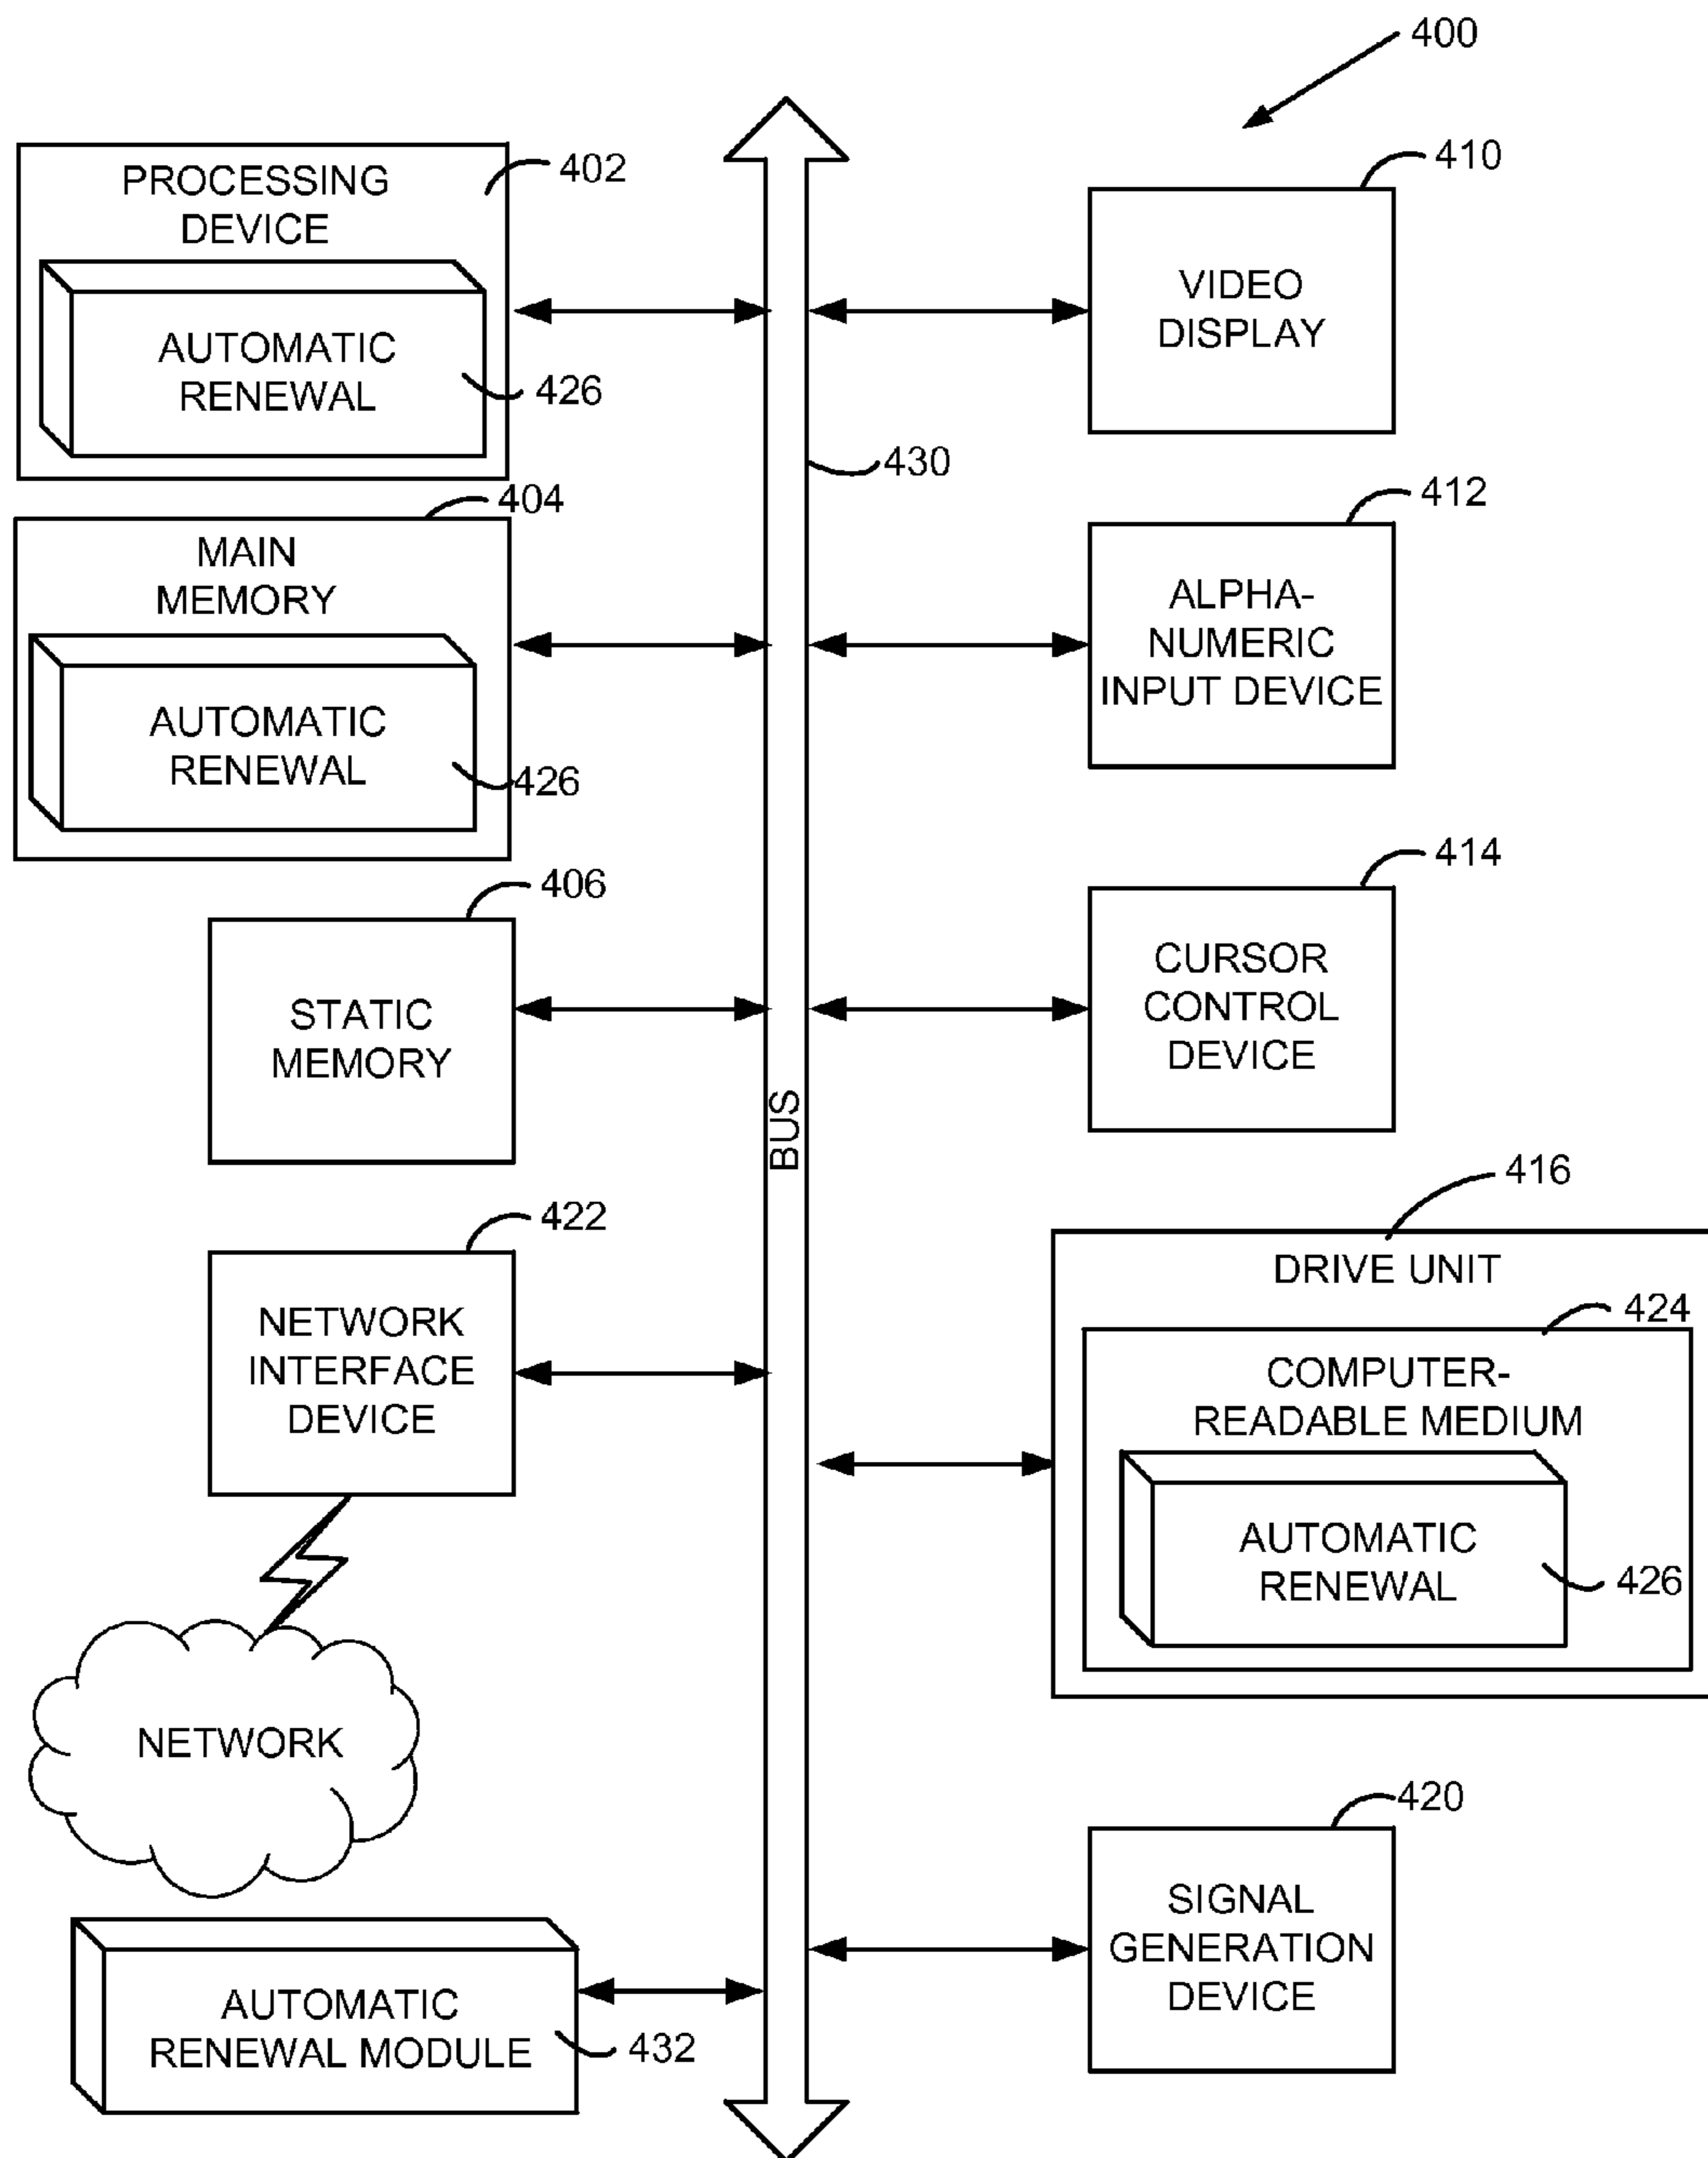 400
PROCESSING
DEVICE
402
AUTOMATIC
RENEWAL
426
MAIN
MEMORY
404
AUTOMATIC
RENEWAL
426
STATIC
MEMORY
406
NETWORK
INTERFACE
DEVICE
422
NETWORK
AUTOMATIC
RENEWAL MODULE
432
BUS
430
VIDEO
DISPLAY
410
ALPHA-
NUMERIC
INPUT DEVICE
412
CURSOR
CONTROL
DEVICE
414
DRIVE UNIT
416
COMPUTER-
READABLE MEDIUM
424
AUTOMATIC
RENEWAL
426
SIGNAL
GENERATION
DEVICE
420